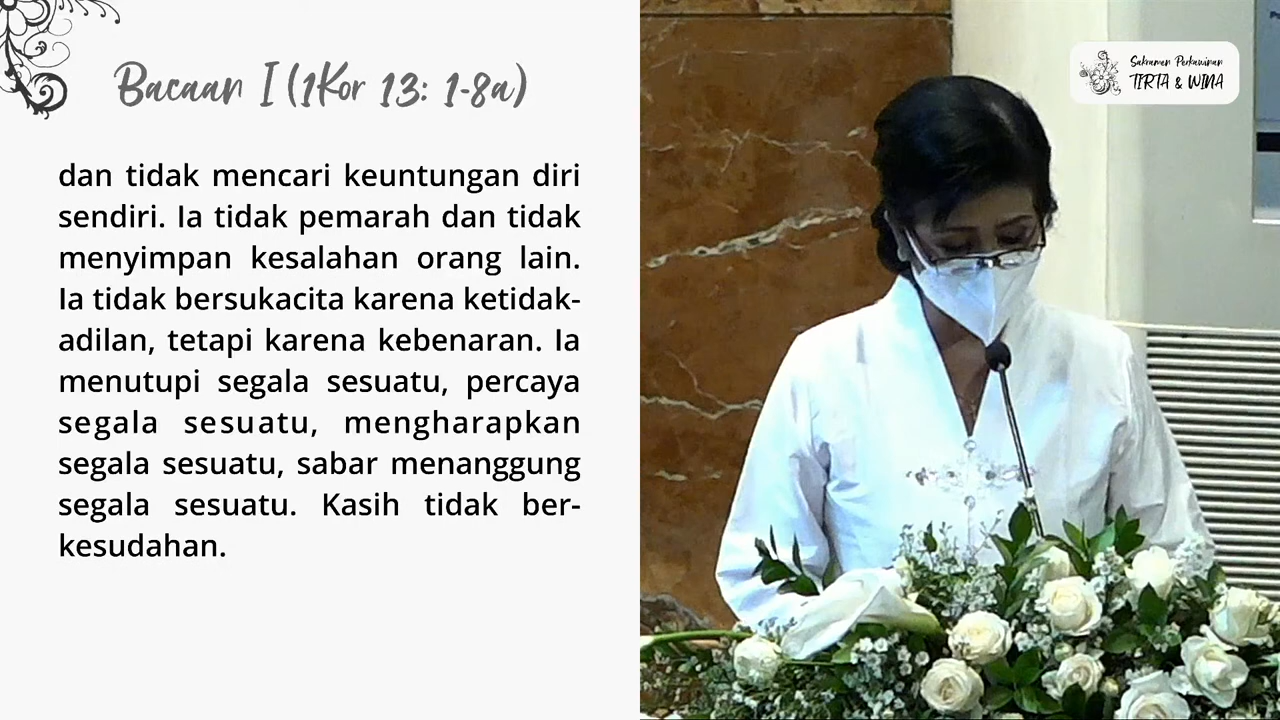 Bacaan I (1Kor 13: 1-8a)
dan tidak mencari keuntungan diri
sendiri. Ia tidak pemarah dan tidak
menyimpan kesalahan orang lain.
Ia tidak bersukacita karena ketidak-
adilan, tetapi karena kebenaran. Ia
menutupi segala sesuatu, percaya
segala sesuatu, mengharapkan
segala sesuatu, sabar menanggung
segala sesuatu. Kasih tidak ber-
kesudahan.
Sakramen Perkawinan
TIRTA & WINA